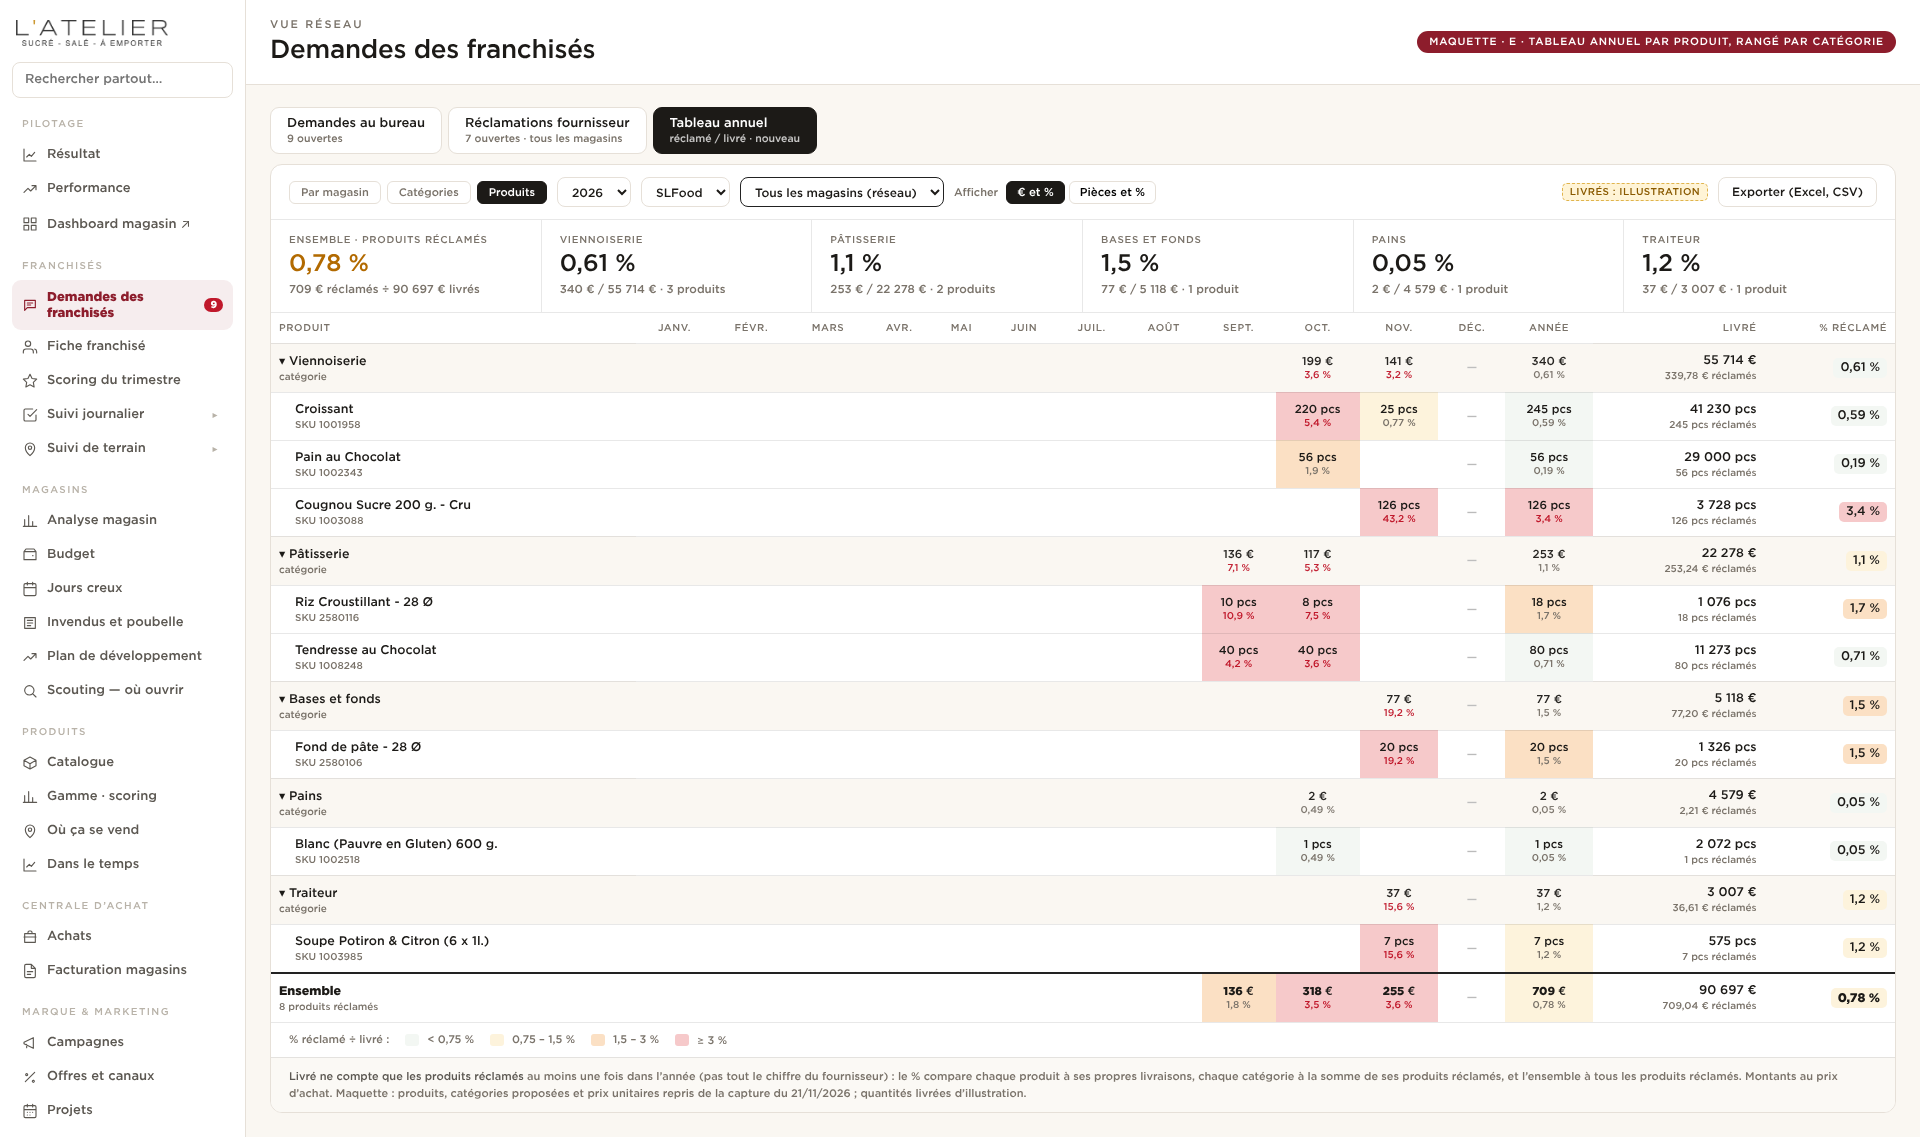 L'ATELIER
SUCRÉ - SALÉ - À EMPORTER
Rechercher partout...
PILOTAGE
Résultat
Performance
Dashboard magasin ↗
FRANCHISÉS
Demandes des franchisés 9
Fiche franchisé
Scoring du trimestre
Suivi journalier ▸
Suivi de terrain ▸
MAGASINS
Analyse magasin
Budget
Jours creux
Invendus et poubelle
Plan de développement
Scouting — où ouvrir
PRODUITS
Catalogue
Gamme · scoring
Où ça se vend
Dans le temps
CENTRALE D'ACHAT
Achats
Facturation magasins
MARQUE & MARKETING
Campagnes
Offres et canaux
Projets
VUE RÉSEAU
Demandes des franchisés
MAQUETTE · E · TABLEAU ANNUEL PAR PRODUIT, RANGÉ PAR CATÉGORIE
Demandes au bureau
9 ouvertes
Réclamations fournisseur
7 ouvertes · tous les magasins
Tableau annuel
réclamé / livré · nouveau
Par magasin Catégories Produits 2026 SLFood Tous les magasins (réseau) Afficher € et % Pièces et % LIVRÉS : ILLUSTRATION Exporter (Excel, CSV)
ENSEMBLE · PRODUITS RÉCLAMÉS
0,78 %
709 € réclamés ÷ 90 697 € livrés
VIENNOISERIE
0,61 %
340 € / 55 714 € · 3 produits
PÂTISSERIE
1,1 %
253 € / 22 278 € · 2 produits
BASES ET FONDS
1,5 %
77 € / 5 118 € · 1 produit
PAINS
0,05 %
2 € / 4 579 € · 1 produit
TRAITEUR
1,2 %
37 € / 3 007 € · 1 produit
PRODUIT JANV. FÉVR. MARS AVR. MAI JUIN JUIL. AOÛT SEPT. OCT. NOV. DÉC. ANNÉE LIVRÉ % RÉCLAMÉ
▾ Viennoiserie 199 € 141 € — 340 € 55 714 € 0,61 %
catégorie 3,6 % 3,2 % 0,61 % 339,78 € réclamés
Croissant 220 pcs 25 pcs — 245 pcs 41 230 pcs 0,59 %
SKU 1001958 5,4 % 0,77 % 0,59 % 245 pcs réclamés
Pain au Chocolat 56 pcs — 56 pcs 29 000 pcs 0,19 %
SKU 1002343 1,9 % 0,19 % 56 pcs réclamés
Cougnou Sucre 200 g. - Cru 126 pcs — 126 pcs 3 728 pcs 3,4 %
SKU 1003088 43,2 % 3,4 % 126 pcs réclamés
▾ Pâtisserie 136 € 117 € — 253 € 22 278 € 1,1 %
catégorie 7,1 % 5,3 % 1,1 % 253,24 € réclamés
Riz Croustillant - 28 Ø 10 pcs 8 pcs — 18 pcs 1 076 pcs 1,7 %
SKU 2580116 10,9 % 7,5 % 1,7 % 18 pcs réclamés
Tendresse au Chocolat 40 pcs 40 pcs — 80 pcs 11 273 pcs 0,71 %
SKU 1008248 4,2 % 3,6 % 0,71 % 80 pcs réclamés
▾ Bases et fonds 77 € — 77 € 5 118 € 1,5 %
catégorie 19,2 % 1,5 % 77,20 € réclamés
Fond de pâte - 28 Ø 20 pcs — 20 pcs 1 326 pcs 1,5 %
SKU 2580106 19,2 % 1,5 % 20 pcs réclamés
▾ Pains 2 € — 2 € 4 579 € 0,05 %
catégorie 0,49 % 0,05 % 2,21 € réclamés
Blanc (Pauvre en Gluten) 600 g. 1 pcs — 1 pcs 2 072 pcs 0,05 %
SKU 1002518 0,49 % 0,05 % 1 pcs réclamés
▾ Traiteur 37 € — 37 € 3 007 € 1,2 %
catégorie 15,6 % 1,2 % 36,61 € réclamés
Soupe Potiron & Citron (6 x 1l.) 7 pcs — 7 pcs 575 pcs 1,2 %
SKU 1003985 15,6 % 1,2 % 7 pcs réclamés
Ensemble 136 € 318 € 255 € — 709 € 90 697 € 0,78 %
8 produits réclamés 1,8 % 3,5 % 3,6 % 0,78 % 709,04 € réclamés
% réclamé ÷ livré : < 0,75 % 0,75 – 1,5 % 1,5 – 3 % ≥ 3 %
Livré ne compte que les produits réclamés au moins une fois dans l'année (pas tout le chiffre du fournisseur) : le % compare chaque produit à ses propres livraisons, chaque catégorie à la somme de ses produits réclamés, et l'ensemble à tous les produits réclamés. Montants au prix
d'achat. Maquette : produits, catégories proposées et prix unitaires repris de la capture du 21/11/2026 ; quantités livrées d'illustration.